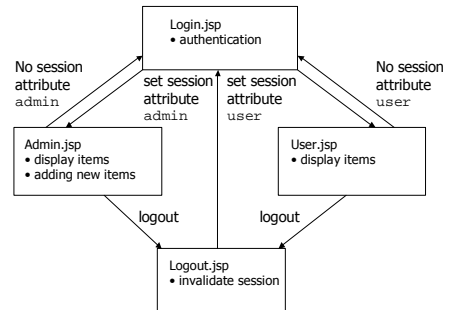 Login.jsp
• authentication
No session
attribute
admin
set session
attribute
admin
set session
attribute
user
No session
attribute
user
Admin.jsp
• display items
• adding new items
User.jsp
• display items
logout
logout
Logout.jsp
• invalidate session